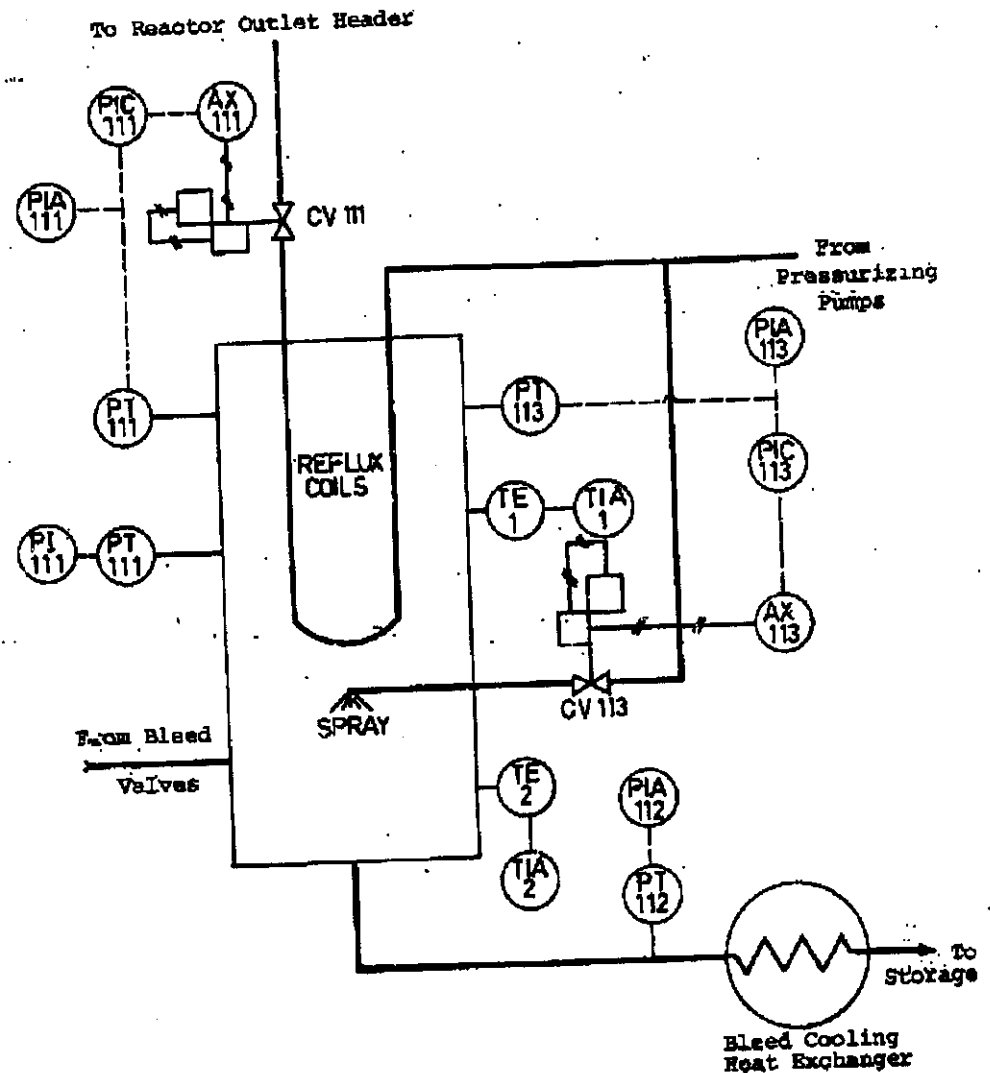 To Reactor Outlet Header
PIC
111
AX
111
PIA
111
CV 111
From
Pressurizing
Pumps
PIA
113
PT
111
PT
113
PIC
113
REFLUX
COILS
TE
1
TIA
1
PI
111
PT
111
AX
113
CV 113
SPRAY
From Bleed
Valves
TE
2
PIA
112
TIA
2
PT
112
To
Storage
Bleed Cooling
Heat Exchanger